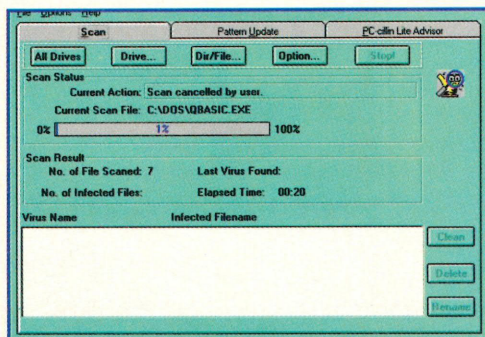 File Options Help
Scan Pattern Update PC-cillin Lite Advisor
All Drives Drive... Dir/File... Option... Stop!
Scan Status
Current Action: Scan cancelled by user.
Current Scan File: C:\DOS\QBASIC.EXE
0% 1% 100%
Scan Result
No. of File Scaned: 7 Last Virus Found:
No. of Infected Files: Elapsed Time: 00:20
Virus Name Infected Filename
Clean
Delete
Rename